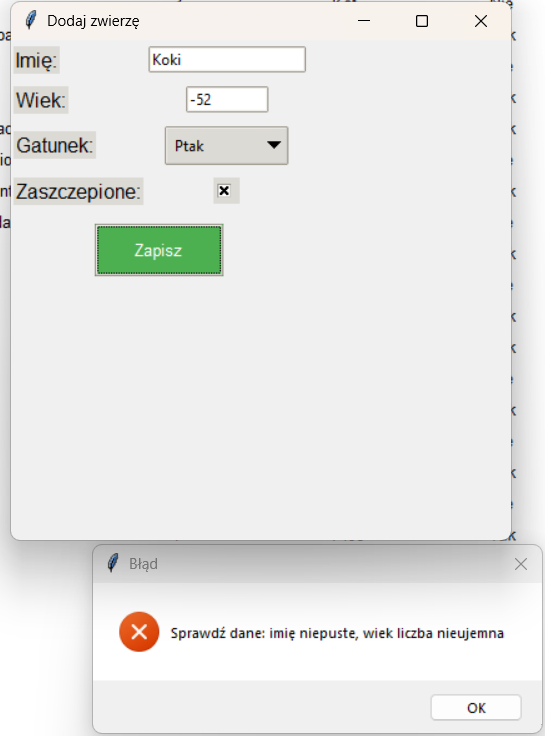 Dodaj zwierzę
Imię: Koki
Wiek: -52
Gatunek: Ptak
Zaszczepione:
Zapisz
Błąd
Sprawdź dane: imię niepuste, wiek liczba nieujemna
OK